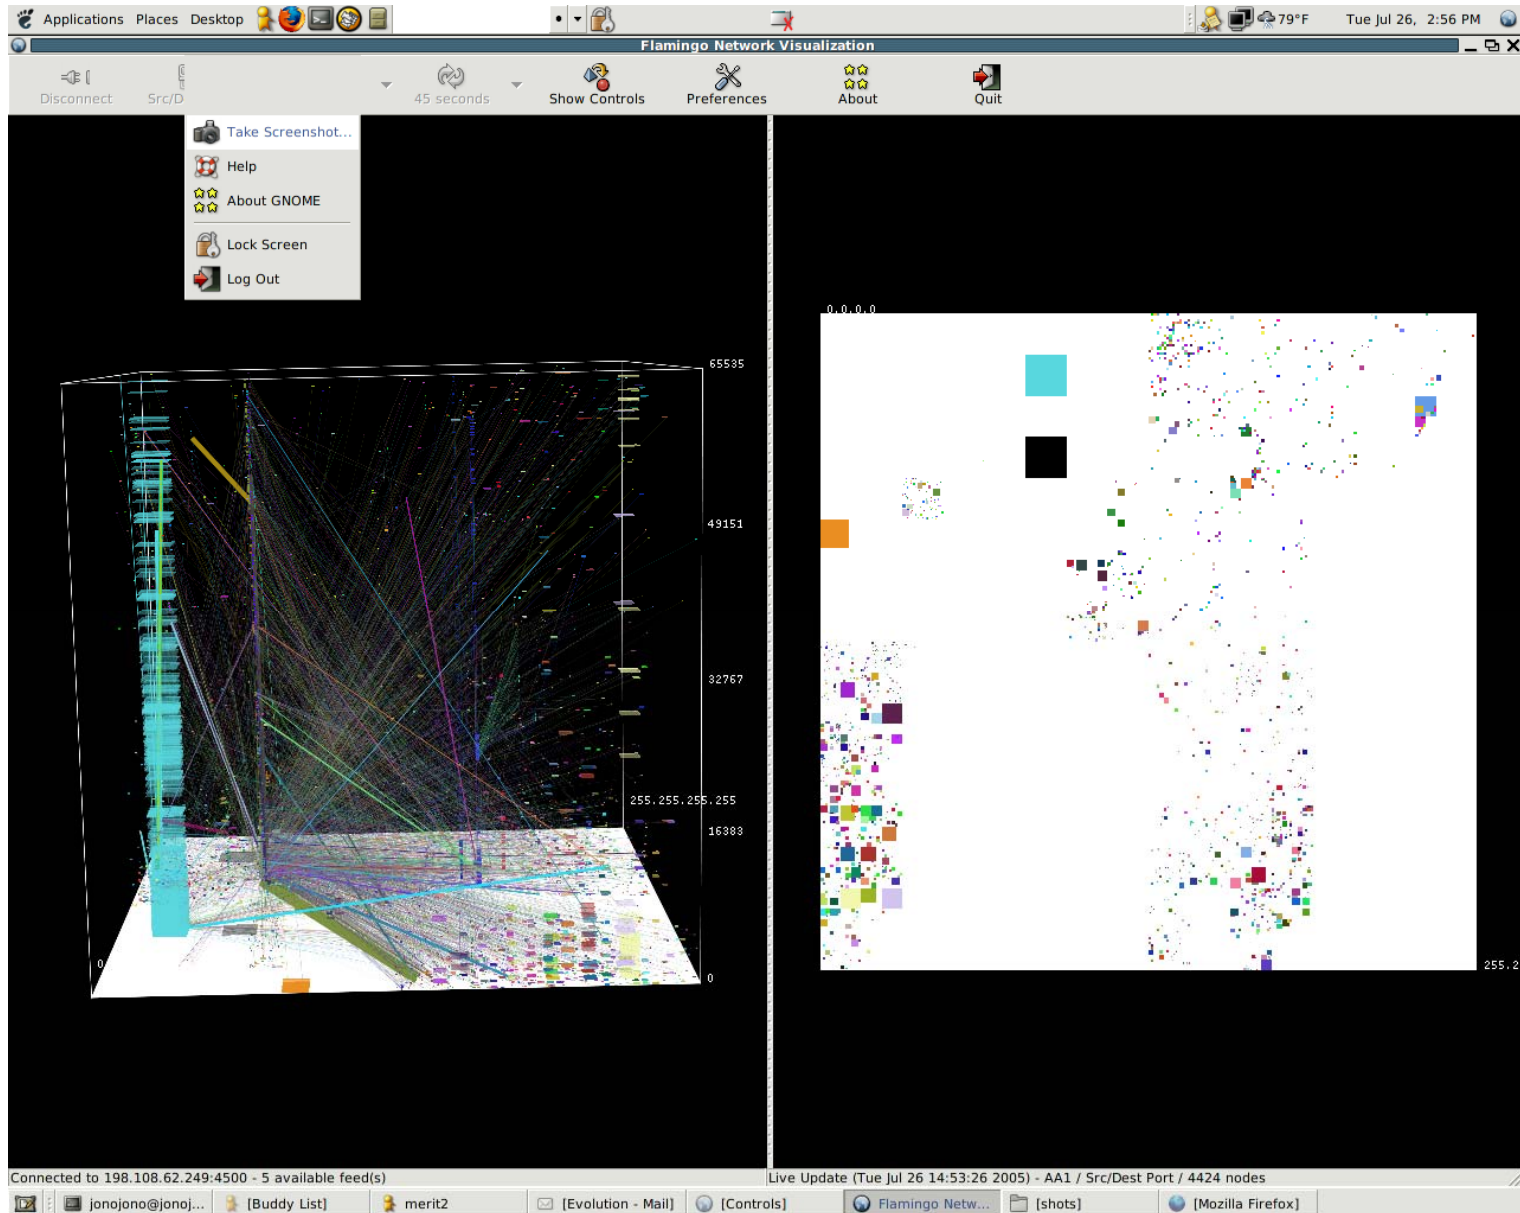 Applications Places Desktop 79°F Tue Jul 26, 2:56 PM
Flamingo Network Visualization
Disconnect Src/D 45 seconds Show Controls Preferences About Quit
Take Screenshot...
Help
About GNOME
Lock Screen
Log Out
0.0.0.0
65535
49151
32767
255.255.255.255
16383
0
0
255.2
Connected to 198.108.62.249:4500 - 5 available feed(s)
Live Update (Tue Jul 26 14:53:26 2005) - AA1 / Src/Dest Port / 4424 nodes
jonojono@jonoj... [Buddy List] merit2 [Evolution - Mail] [Controls] Flamingo Netw... [shots] [Mozilla Firefox]